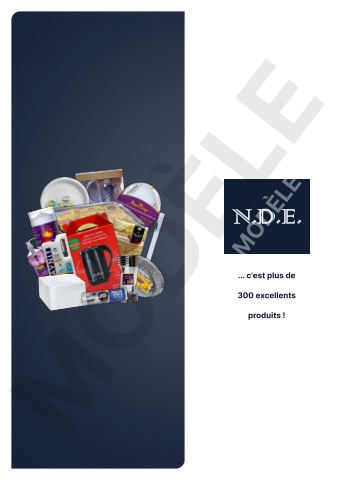 N.D.E.
... c'est plus de
300 excellents
produits !
MODÈLE
MODÈLE